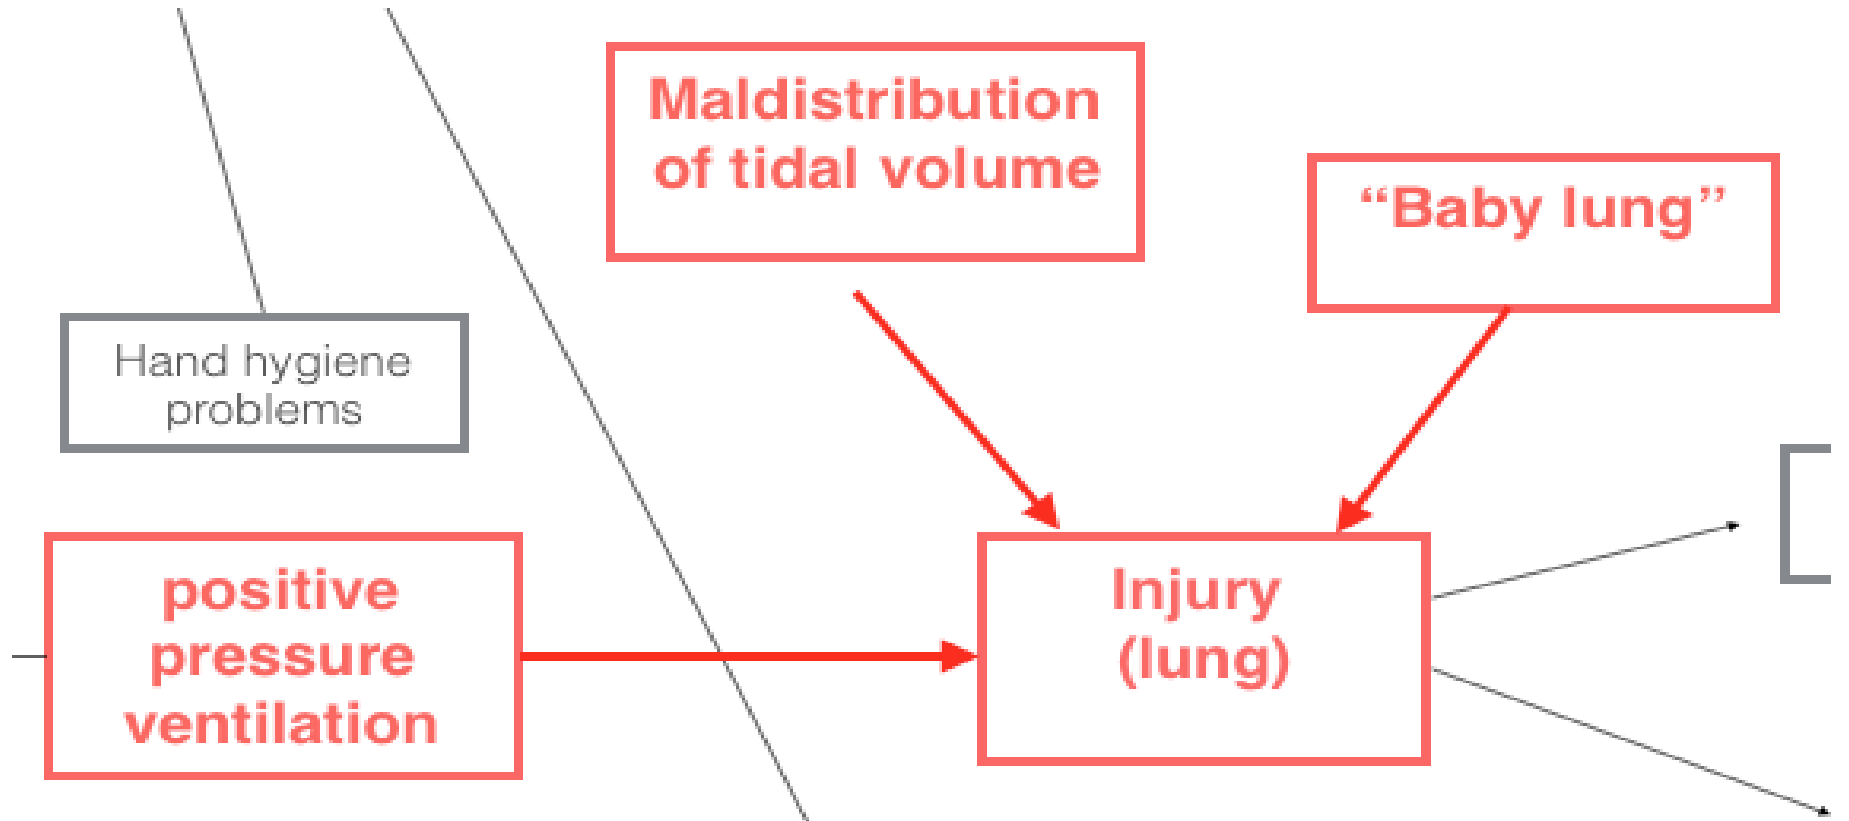 Maldistribution
of tidal volume
“Baby lung”
Hand hygiene
problems
positive
pressure
ventilation
Injury
(lung)